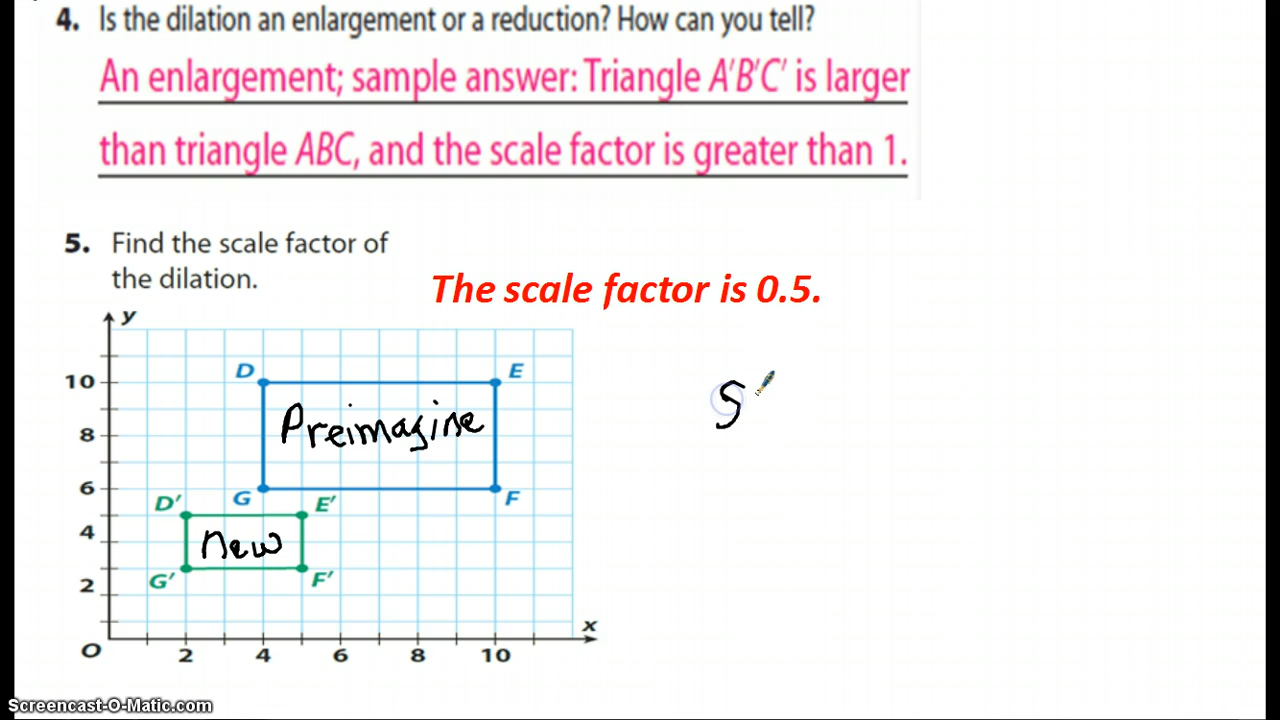 4. Is the dilation an enlargement or a reduction? How can you tell?
An enlargement; sample answer: Triangle A′B′C′ is larger
than triangle ABC, and the scale factor is greater than 1.
5. Find the scale factor of
the dilation.
The scale factor is 0.5.
y
10
8
6
4
2
O
2
4
6
8
10
x
D
E
Preimagine
G
F
D′
E′
new
G′
F′
S
Screencast-O-Matic.com